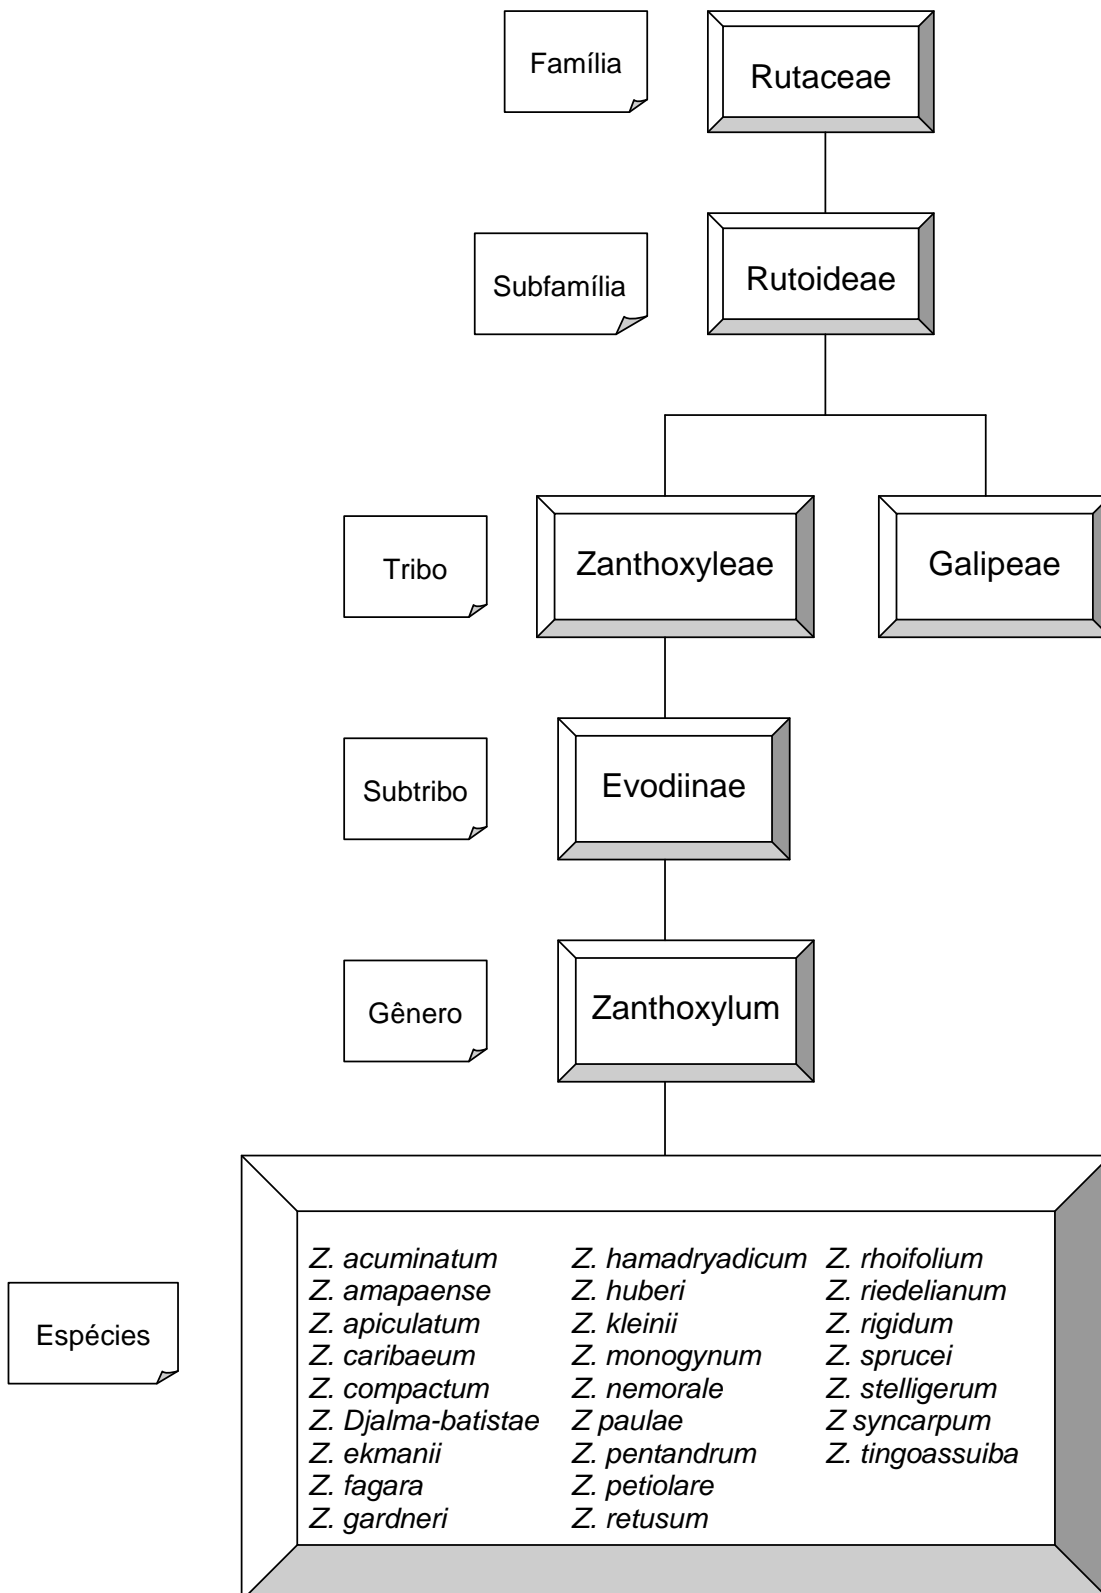 Família
Rutaceae
Subfamília
Rutoideae
Tribo
Zanthoxyleae
Galipeae
Subtribo
Evodiinae
Gênero
Zanthoxylum
Espécies
Z. acuminatum
Z. amapaense
Z. apiculatum
Z. caribaeum
Z. compactum
Z. Djalma-batistae
Z. ekmanii
Z. fagara
Z. gardneri
Z. hamadryadicum
Z. huberi
Z. kleinii
Z. monogynum
Z. nemorale
Z paulae
Z. pentandrum
Z. petiolare
Z. retusum
Z. rhoifolium
Z. riedelianum
Z. rigidum
Z. sprucei
Z. stelligerum
Z syncarpum
Z. tingoassuiba